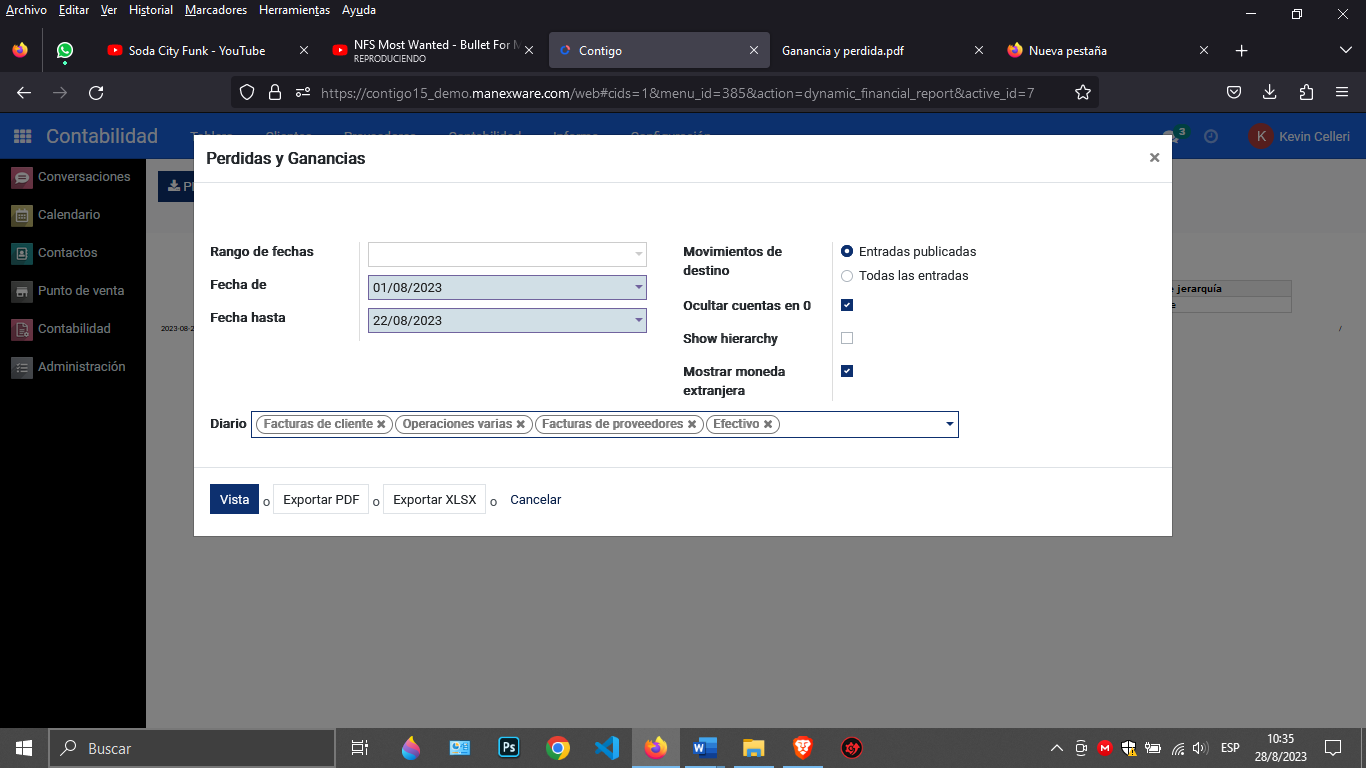 Archivo Editar Ver Historial Marcadores Herramientas Ayuda
Soda City Funk - YouTube
NFS Most Wanted - Bullet For M
REPRODUCIENDO
Contigo
Ganancia y perdida.pdf
Nueva pestaña
https://contigo15_demo.manexware.com/web#cids=1&menu_id=385&action=dynamic_financial_report&active_id=7
Contabilidad
3
K Kevin Celleri
Conversaciones
Calendario
Contactos
Punto de venta
Contabilidad
Administración
Perdidas y Ganancias
Rango de fechas
Fecha de 01/08/2023
Fecha hasta 22/08/2023
Movimientos de
destino
Entradas publicadas
Todas las entradas
Ocultar cuentas en 0
Show hierarchy
Mostrar moneda
extranjera
Diario Facturas de cliente Operaciones varias Facturas de proveedores Efectivo
Vista o Exportar PDF o Exportar XLSX o Cancelar
jerarquía
Buscar
Ps
W
M
ESP
10:35
28/8/2023